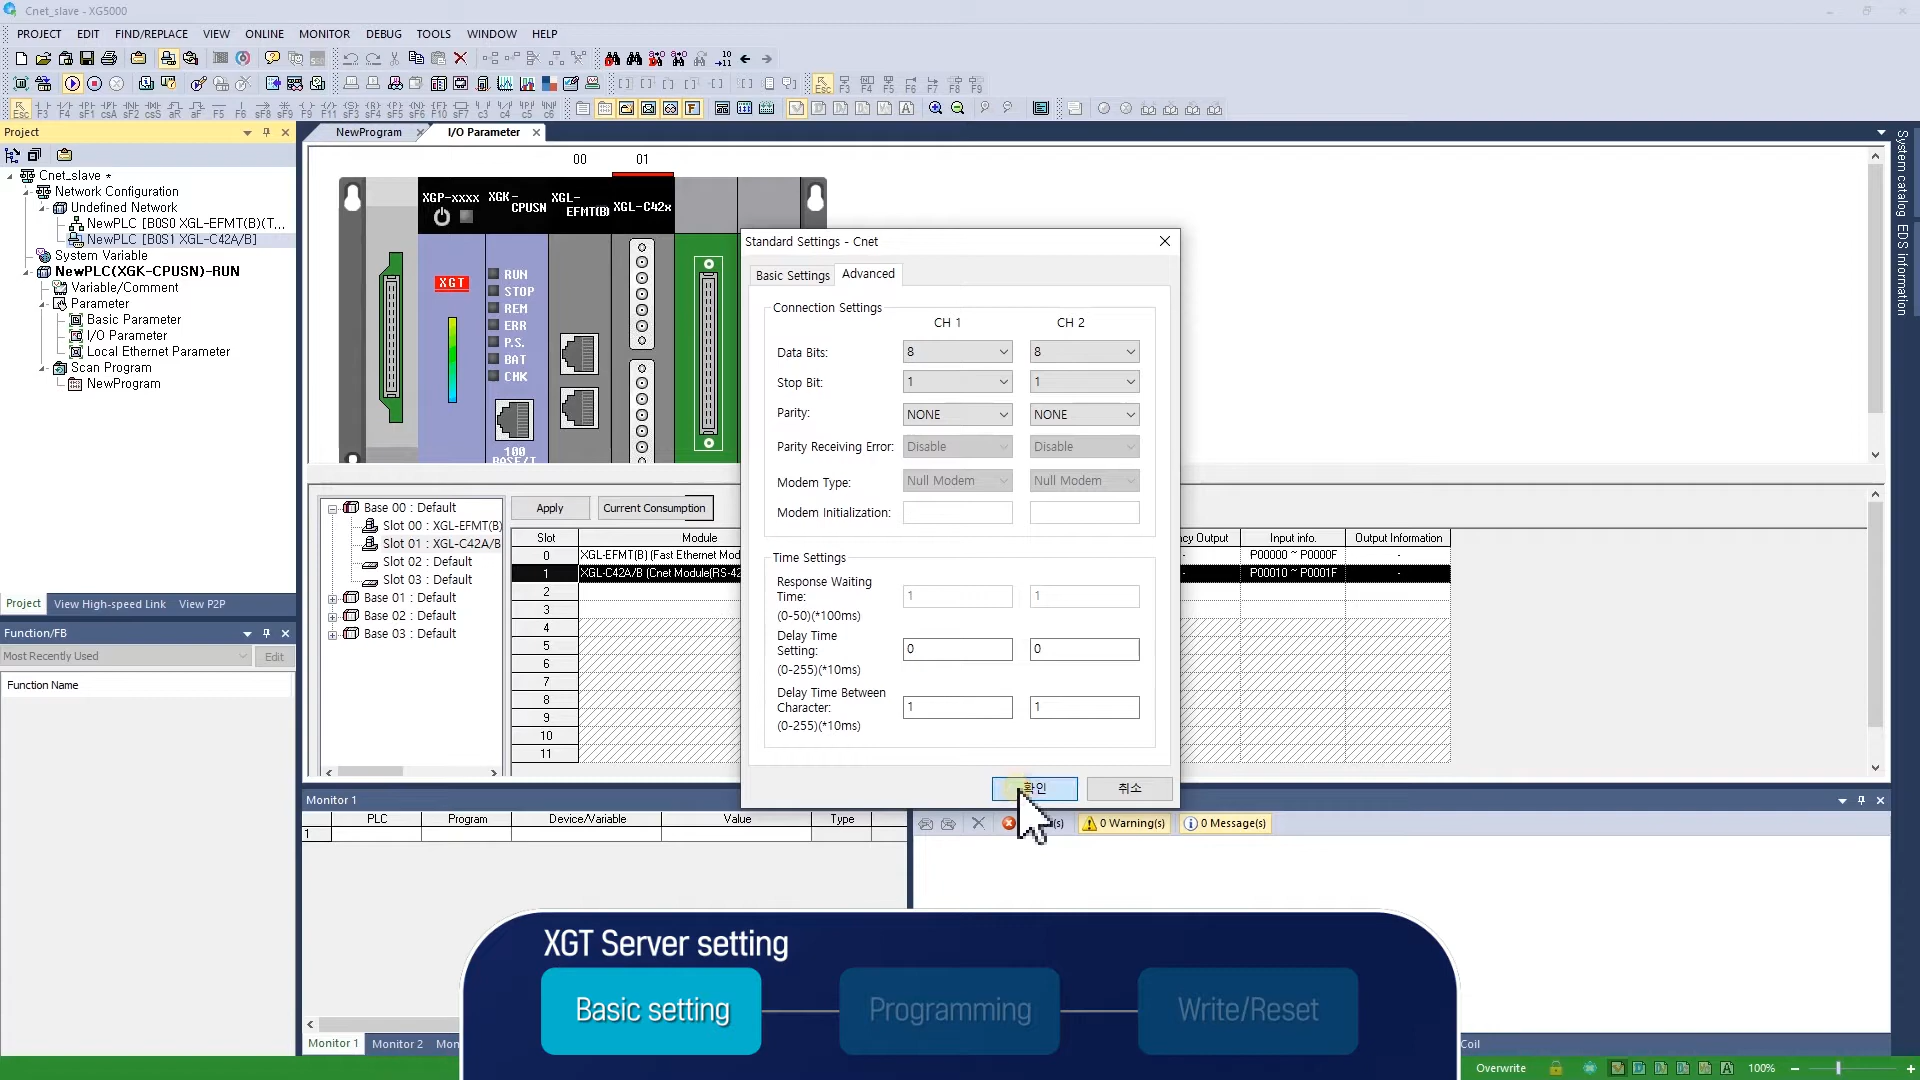 Cnet_slave - XG5000
PROJECT EDIT FIND/REPLACE VIEW ONLINE MONITOR DEBUG TOOLS WINDOW HELP
Project
NewProgram
I/O Parameter
Cnet_slave *
Network Configuration
Undefined Network
NewPLC [B0S0 XGL-EFMT(B)(T...
NewPLC [B0S1 XGL-C42A/B]
System Variable
NewPLC(XGK-CPUSN)-RUN
Variable/Comment
Parameter
Basic Parameter
I/O Parameter
Local Ethernet Parameter
Scan Program
NewProgram
Project View High-speed Link View P2P
Function/FB
Most Recently Used Edit
Function Name
00 01
XGP-xxxx XGK-CPUSN XGL-EFMT(B) XGL-C42x
XGT
RUN
STOP
REM
ERR
P.S.
BAT
CHK
100
BASE/T
Base 00 : Default
Slot 00 : XGL-EFMT(B)
Slot 01 : XGL-C42A/B
Slot 02 : Default
Slot 03 : Default
Base 01 : Default
Base 02 : Default
Base 03 : Default
Apply Current Consumption
Slot Module cy Output Input info. Output Information
0 XGL-EFMT(B) (Fast Ethernet Mod - P00000 ~ P0000F -
1 XGL-C42A/B (Cnet Module(RS-42 - P00010 ~ P0001F -
2
3
4
5
6
7
8
9
10
11
Standard Settings - Cnet
Basic Settings Advanced
Connection Settings
CH 1 CH 2
Data Bits: 8 8
Stop Bit: 1 1
Parity: NONE NONE
Parity Receiving Error: Disable Disable
Modem Type: Null Modem Null Modem
Modem Initialization:
Time Settings
Response Waiting Time: 1 1
(0-50)(*100ms)
Delay Time Setting: 0 0
(0-255)(*10ms)
Delay Time Between Character: 1 1
(0-255)(*10ms)
확인 취소
System catalog
EDS information
Monitor 1
PLC Program Device/Variable Value Type
1
0 Warning(s) 0 Message(s)
Monitor 1 Monitor 2 Mon
XGT Server setting
Basic setting
Programming
Write/Reset
Coil
Overwrite 100%